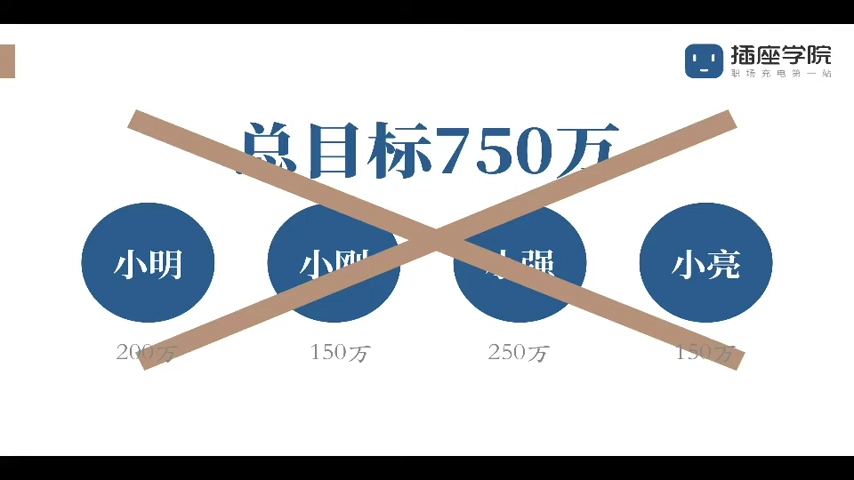 插座学院
职场充电第一站
总目标750万
小明
小刚
小强
小亮
200万
150万
250万
150万